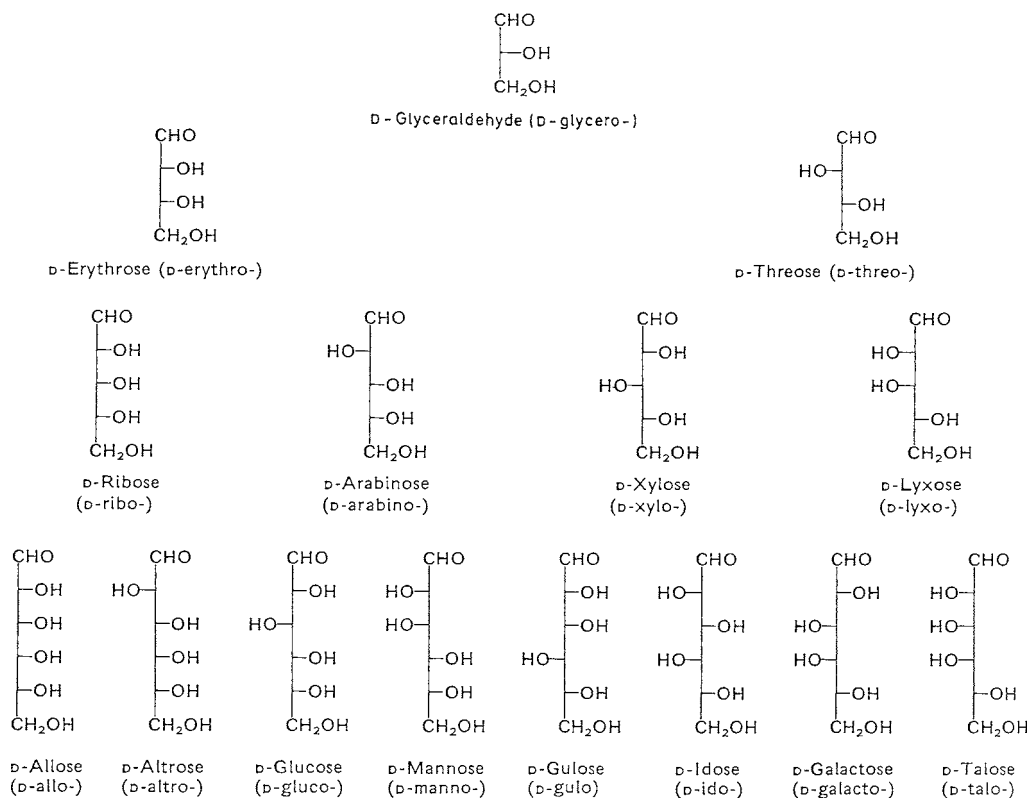 CHO
OH
CH₂OH
D-Glyceraldehyde (D-glycero-)
CHO CHO
OH HO
OH OH
CH₂OH CH₂OH
D-Erythrose (D-erythro-) D-Threose (D-threo-)
CHO CHO CHO CHO
OH HO OH HO
OH OH HO HO
OH OH OH OH
CH₂OH CH₂OH CH₂OH CH₂OH
D-Ribose D-Arabinose D-Xylose D-Lyxose
(D-ribo-) (D-arabino-) (D-xylo-) (D-lyxo-)
CHO CHO CHO CHO CHO CHO CHO CHO
OH HO OH HO OH HO OH HO
OH OH HO HO OH OH HO HO
OH OH OH OH HO HO HO HO
OH OH OH OH OH OH OH OH
CH₂OH CH₂OH CH₂OH CH₂OH CH₂OH CH₂OH CH₂OH CH₂OH
D-Allose D-Altrose D-Glucose D-Mannose D-Gulose D-Idose D-Galactose D-Taiose
(D-allo-) (D-altro-) (D-gluco-) (D-manno-) (D-gulo) (D-ido-) (D-galacto-) (D-talo-)